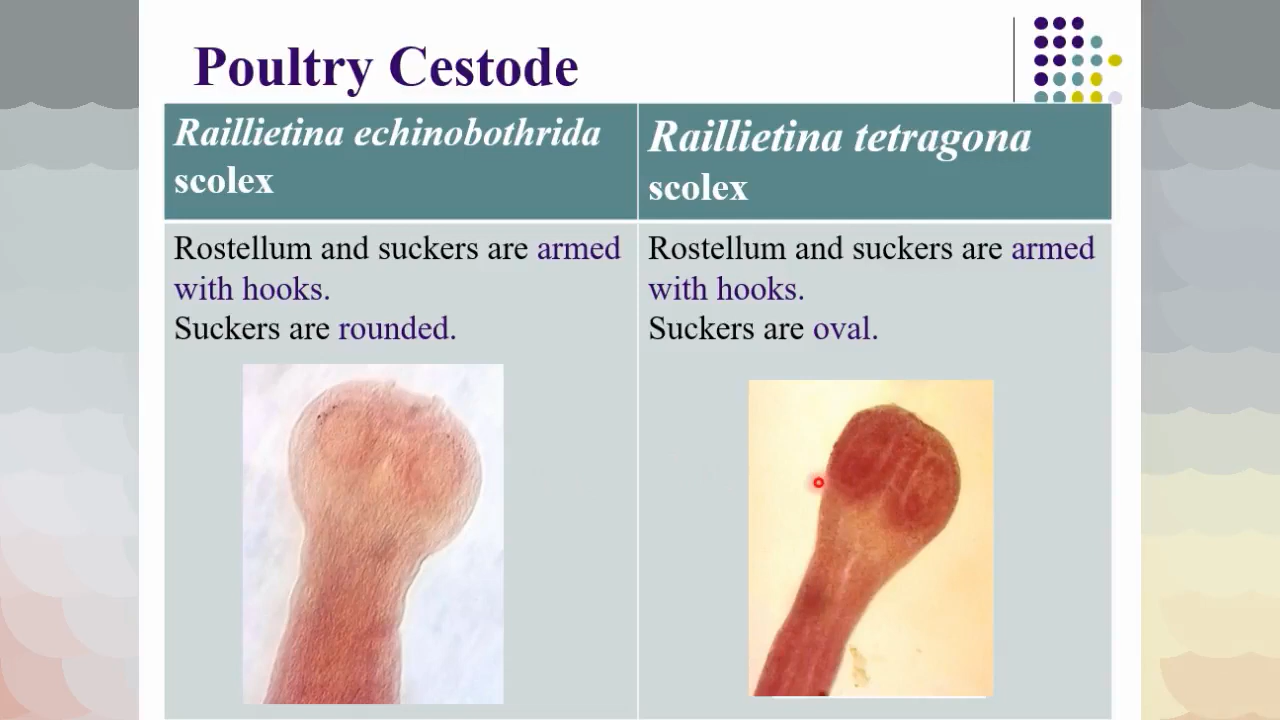 Poultry Cestode
Raillietina echinobothrida
scolex
Raillietina tetragona
scolex
Rostellum and suckers are armed
with hooks.
Suckers are rounded.
Rostellum and suckers are armed
with hooks.
Suckers are oval.